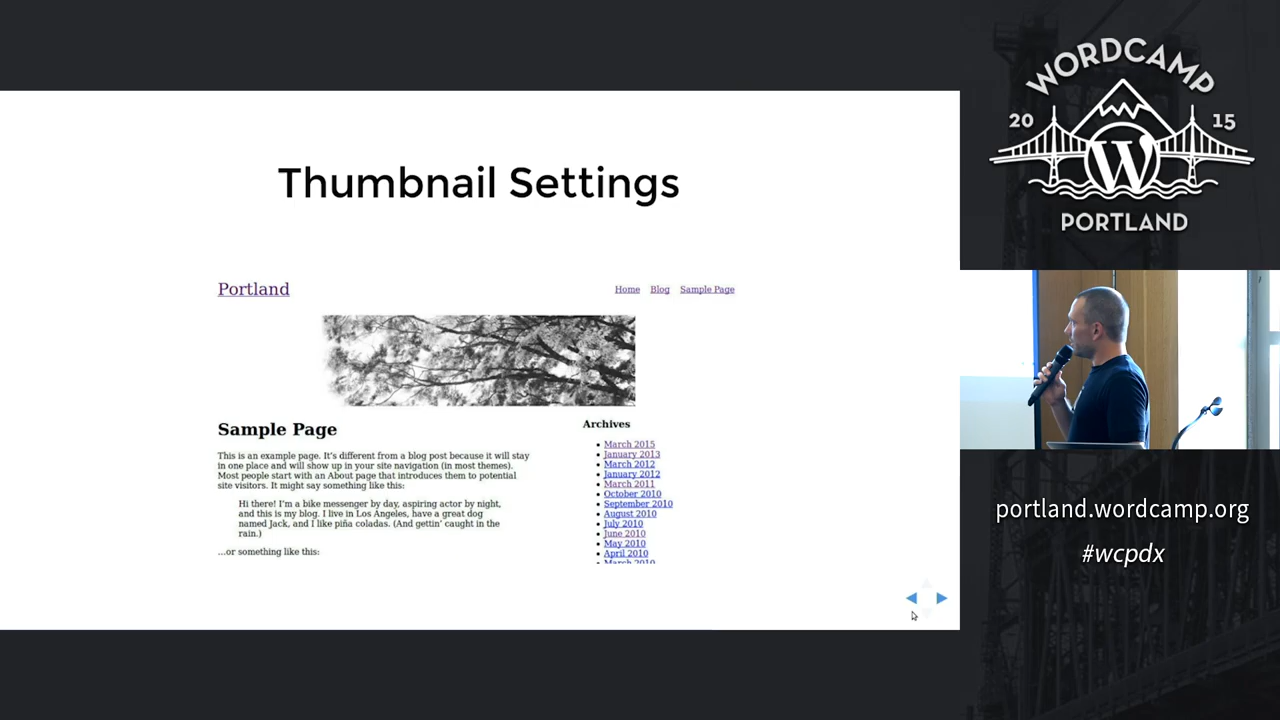 Thumbnail Settings
Portland
Home Blog Sample Page
Sample Page
This is an example page. It's different from a blog post because it will stay
in one place and will show up in your site navigation (in most themes).
Most people start with an About page that introduces them to potential
site visitors. It might say something like this:
Hi there! I'm a bike messenger by day, aspiring actor by night,
and this is my blog. I live in Los Angeles, have a great dog
named Jack, and I like piña coladas. (And gettin' caught in the
rain.)
...or something like this:
Archives
March 2015
January 2013
March 2012
January 2012
March 2011
October 2010
September 2010
August 2010
July 2010
June 2010
May 2010
April 2010
March 2010
WORDCAMP
20 15
W
PORTLAND
portland.wordcamp.org
#wcpdx